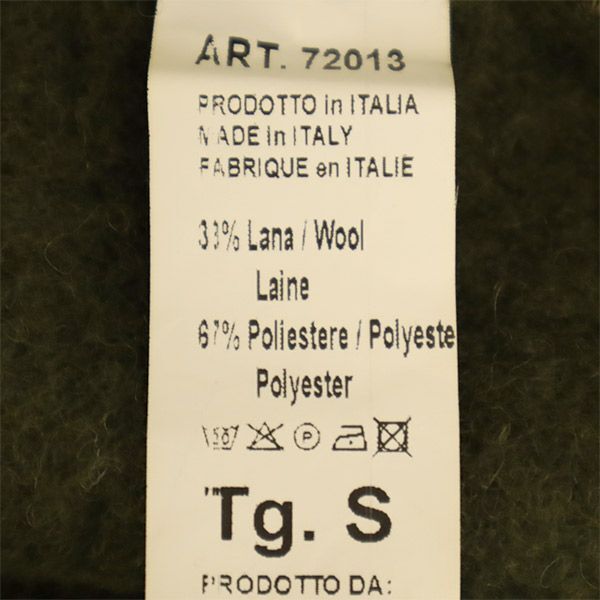 ART. 72013
PRODOTTO in ITALIA
MADE in ITALY
FABRIQUE en ITALIE
33% Lana / Wool
Laine
67% Poliestere / Polyeste
Polyester
P
Tg. S
PRODOTTO DA: